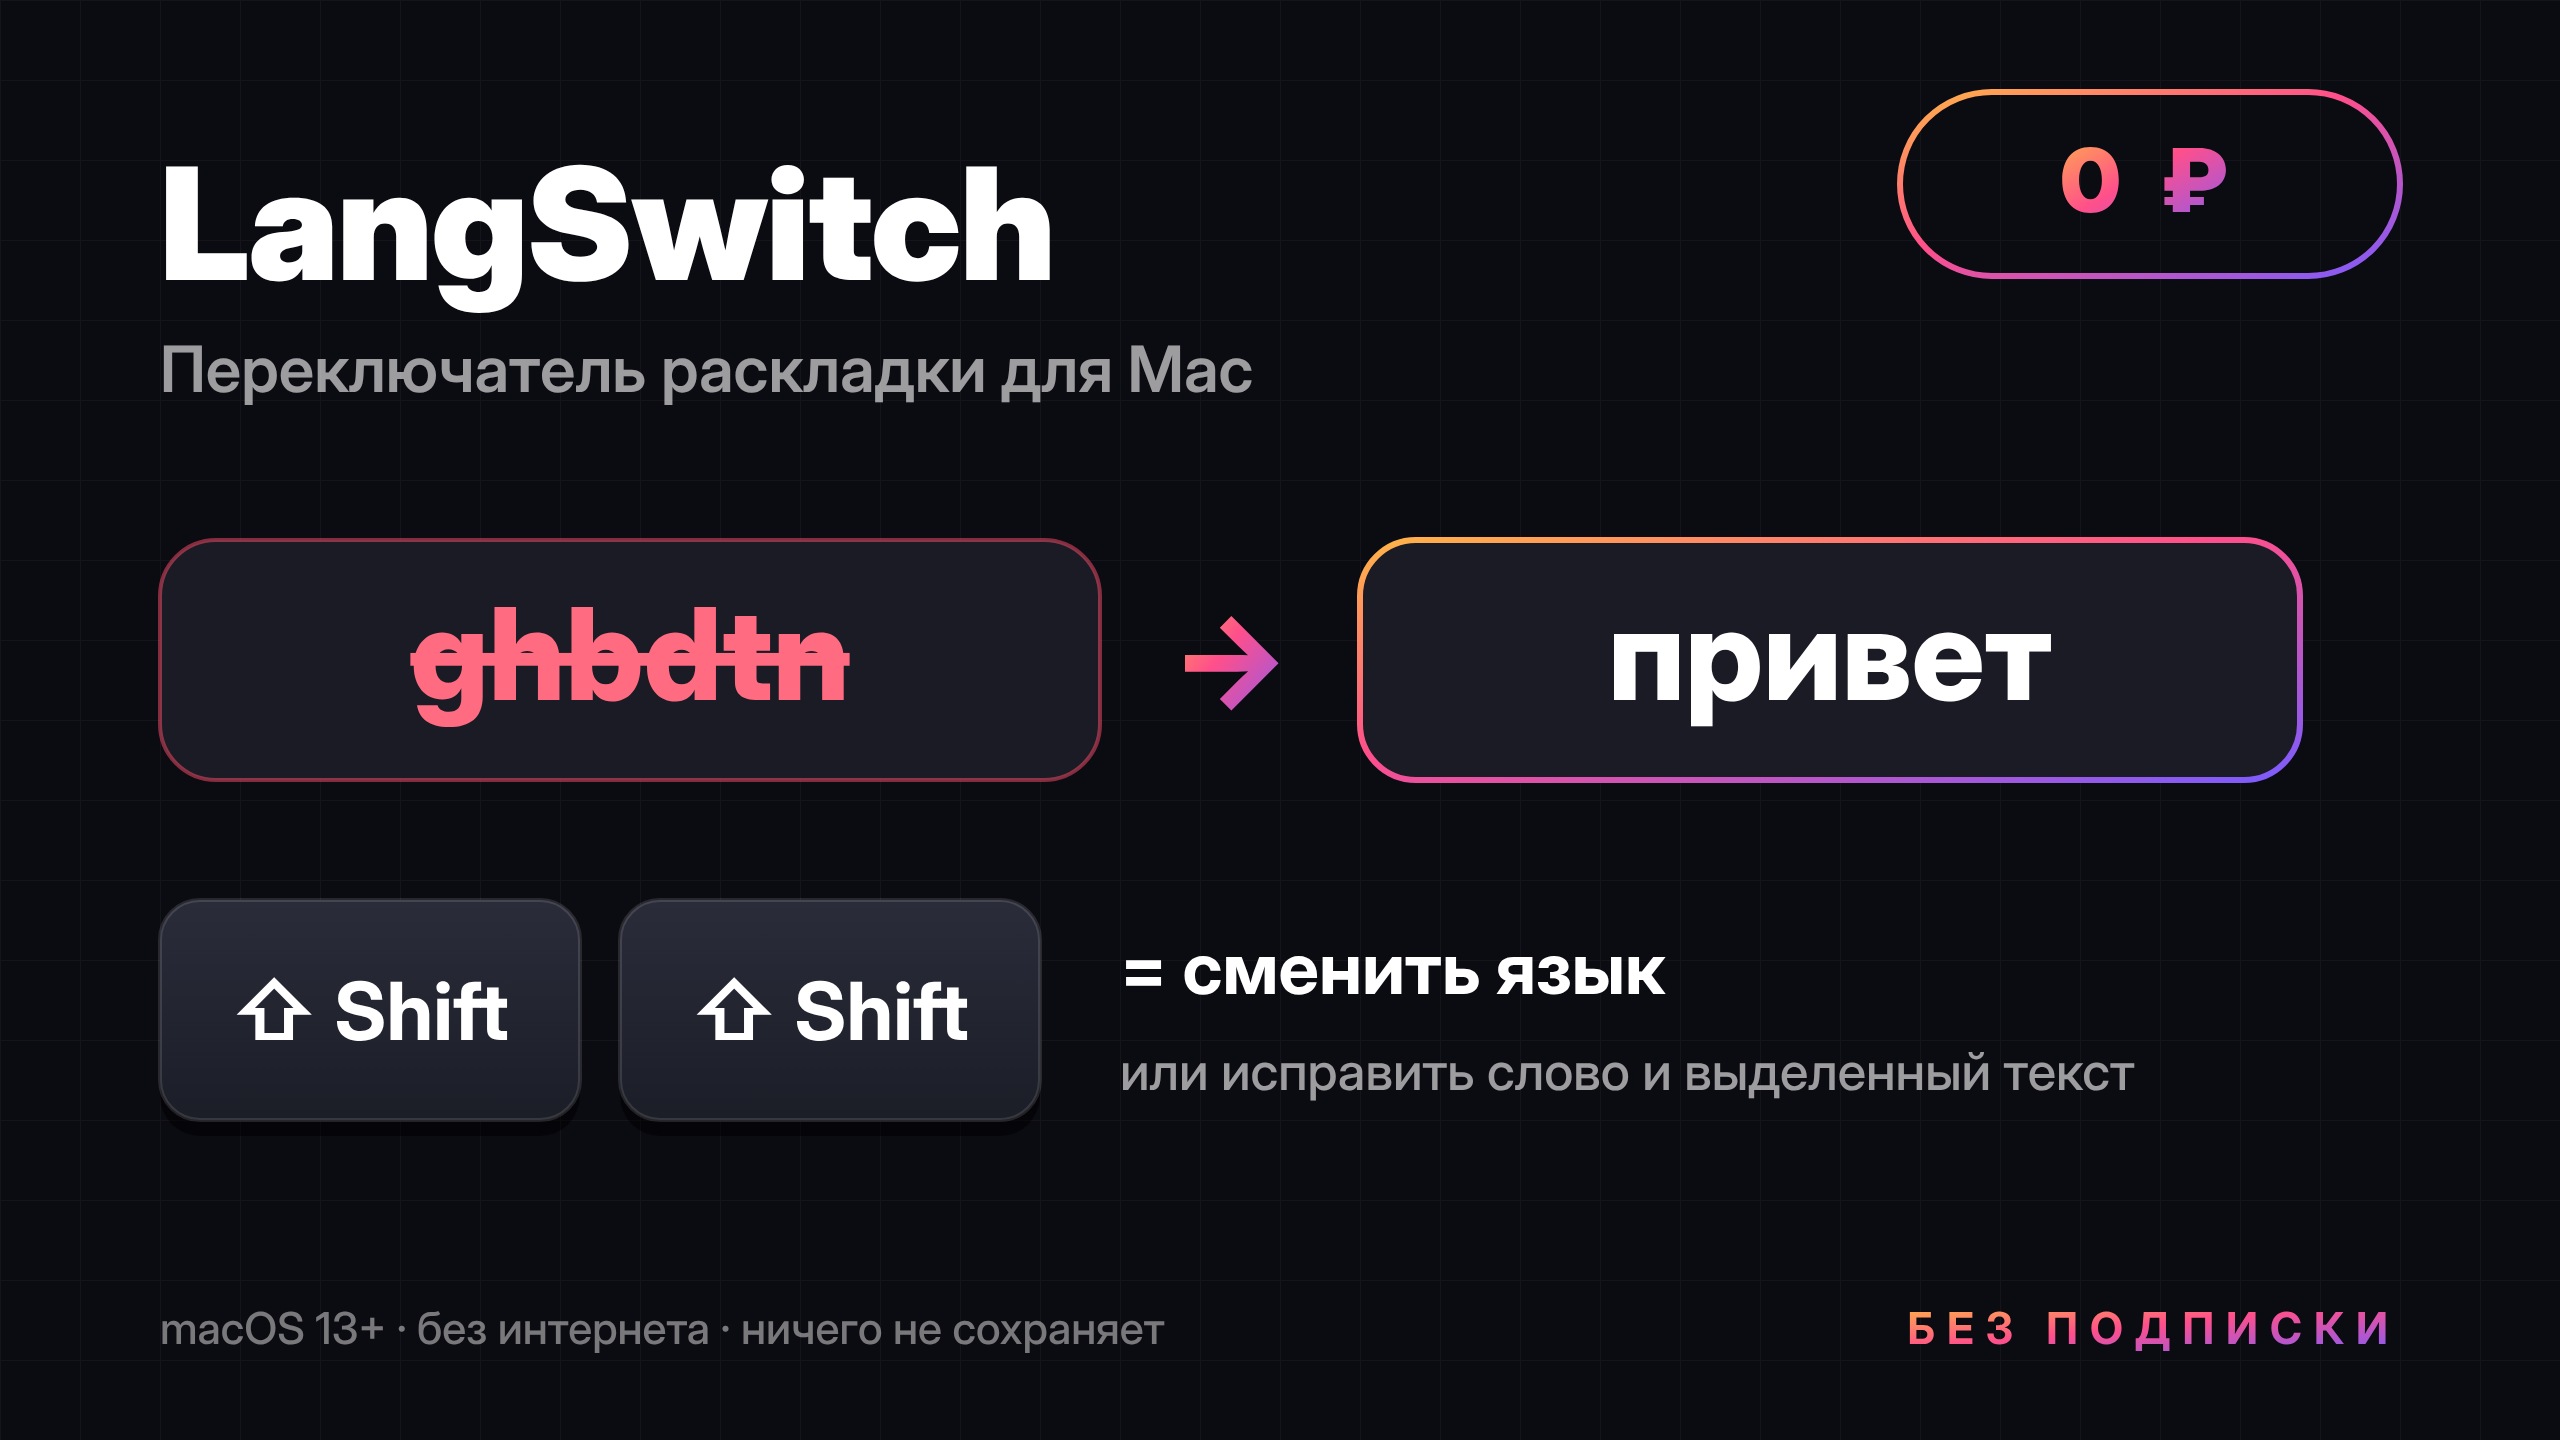 LangSwitch
0 ₽
Переключатель раскладки для Mac
ghbdtn → привет
⇧ Shift ⇧ Shift = сменить язык
или исправить слово и выделенный текст
macOS 13+ · без интернета · ничего не сохраняет
БЕЗ ПОДПИСКИ